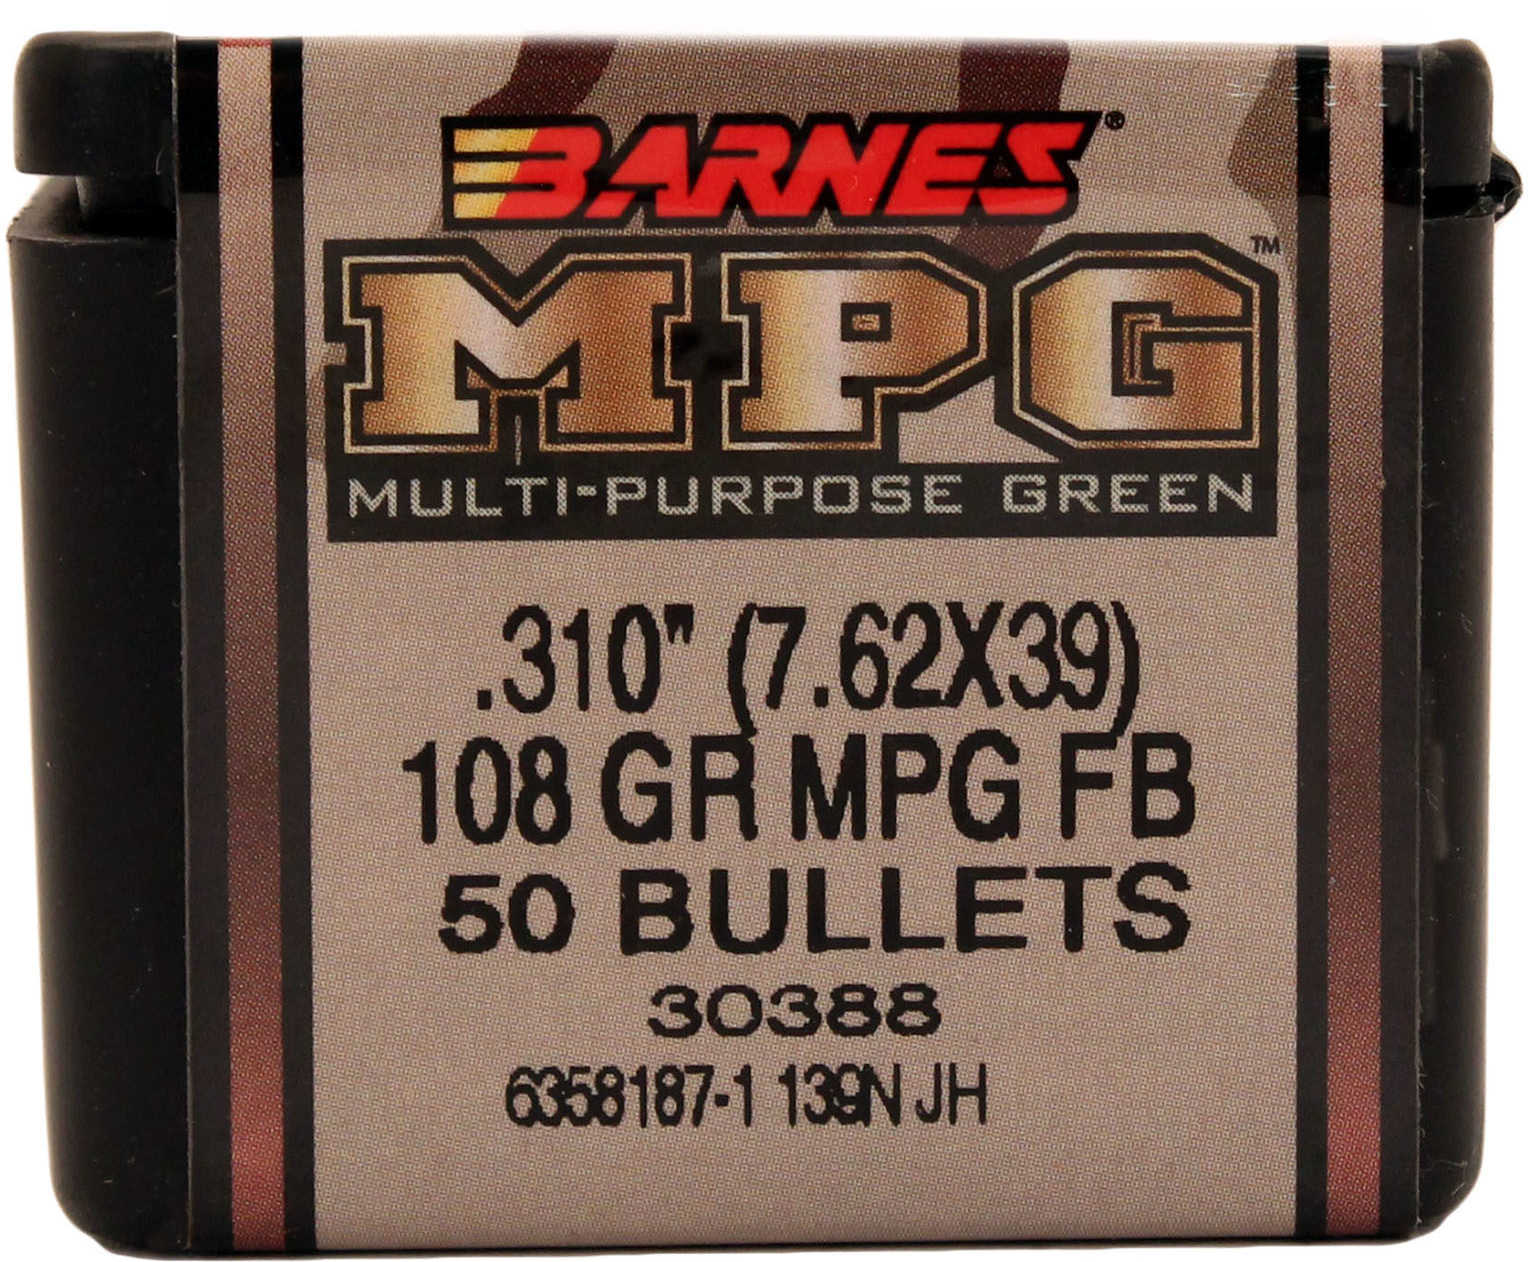 BARNES®
MPG™
MULTI-PURPOSE GREEN
.310" (7.62X39)
108 GR MPG FB
50 BULLETS
30388
6358187-1 139N JH